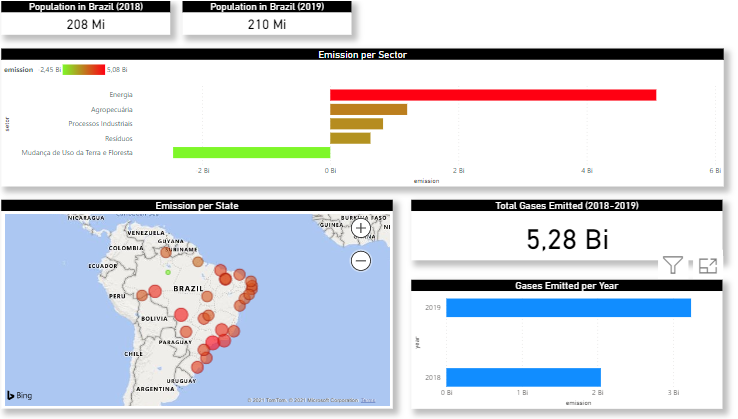 Population in Brazil (2018)
Population in Brazil (2019)
208 Mi
210 Mi
Emission per Sector
emission
2,45 Bi
5,08 Bi
setor
Energia
Agropecuária
Processos Industriais
Resíduos
Mudança de Uso da Terra e Floresta
2 Bi
0 Bi
2 Bi
4 Bi
6 Bi
emission
Emission per State
NICARAGUA
VENEZUELA
GUYANA
SURINAME
COLOMBIA
ECUADOR
PERU
BRAZIL
BOLIVIA
PARAGUAY
CHILE
URUGUAY
ARGENTINA
BURKINA FASO
GUINEA
Bing
© 2021 TomTom, © 2021 Microsoft Corporation
Total Gases Emitted (2018-2019)
5,28 Bi
Gases Emitted per Year
year
2019
2018
0 Bi
1 Bi
2 Bi
3 Bi
emission